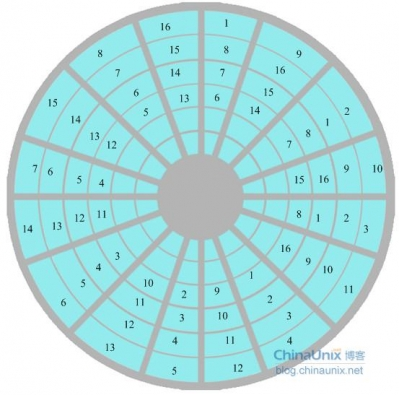 16 1
8 15 8 9
7 14 7 16
15 6 13 6 15
14 5 14 1 2
13 8
12 7
7 6 5 4 15 16 9 10
14 13 12 11 8 1 2 3
3 16
4 9
5 10 1 10
6 11 2 9 2 11
12 3 10 3
13 4 11 4
5 12
ChinaUnix 博客
blog.chinaunix.net